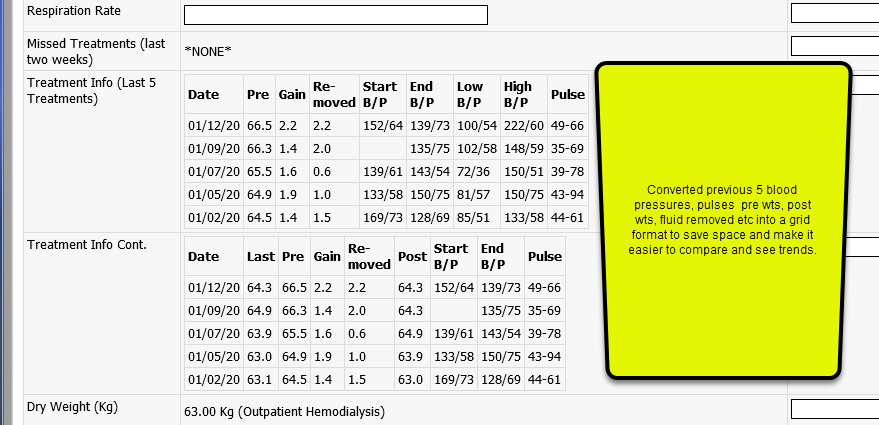 Respiration Rate
Missed Treatments (last
two weeks)
*NONE*
Treatment Info (Last 5
Treatments)
Date Pre Gain Re-
moved Start
B/P End
B/P Low
B/P High
B/P Pulse
01/12/20 66.5 2.2 2.2 152/64 139/73 100/54 222/60 49-66
01/09/20 66.3 1.4 2.0 135/75 102/58 148/59 35-69
01/07/20 65.5 1.6 0.6 139/61 143/54 72/36 150/51 39-78
01/05/20 64.9 1.9 1.0 133/58 150/75 81/57 150/75 43-94
01/02/20 64.5 1.4 1.5 169/73 128/69 85/51 133/58 44-61
Converted previous 5 blood
pressures, pulses pre wts, post
wts, fluid removed etc into a grid
format to save space and make it
easier to compare and see trends.
Treatment Info Cont.
Date Last Pre Gain Re-
moved Post Start
B/P End
B/P Pulse
01/12/20 64.3 66.5 2.2 2.2 64.3 152/64 139/73 49-66
01/09/20 64.9 66.3 1.4 2.0 64.3 135/75 35-69
01/07/20 63.9 65.5 1.6 0.6 64.9 139/61 143/54 39-78
01/05/20 63.0 64.9 1.9 1.0 63.9 133/58 150/75 43-94
01/02/20 63.1 64.5 1.4 1.5 63.0 169/73 128/69 44-61
Dry Weight (Kg)
63.00 Kg (Outpatient Hemodialysis)